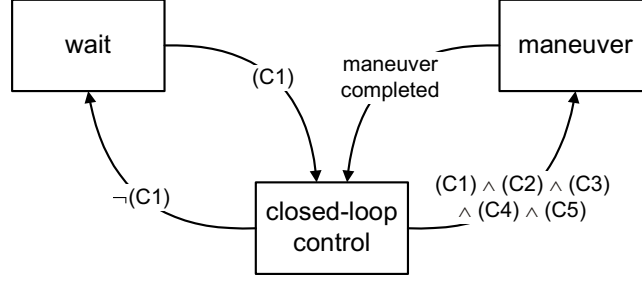 wait
maneuver
(C1)
maneuver
completed
¬(C1)
closed-loop
control
(C1) ∧ (C2) ∧ (C3)
∧ (C4) ∧ (C5)